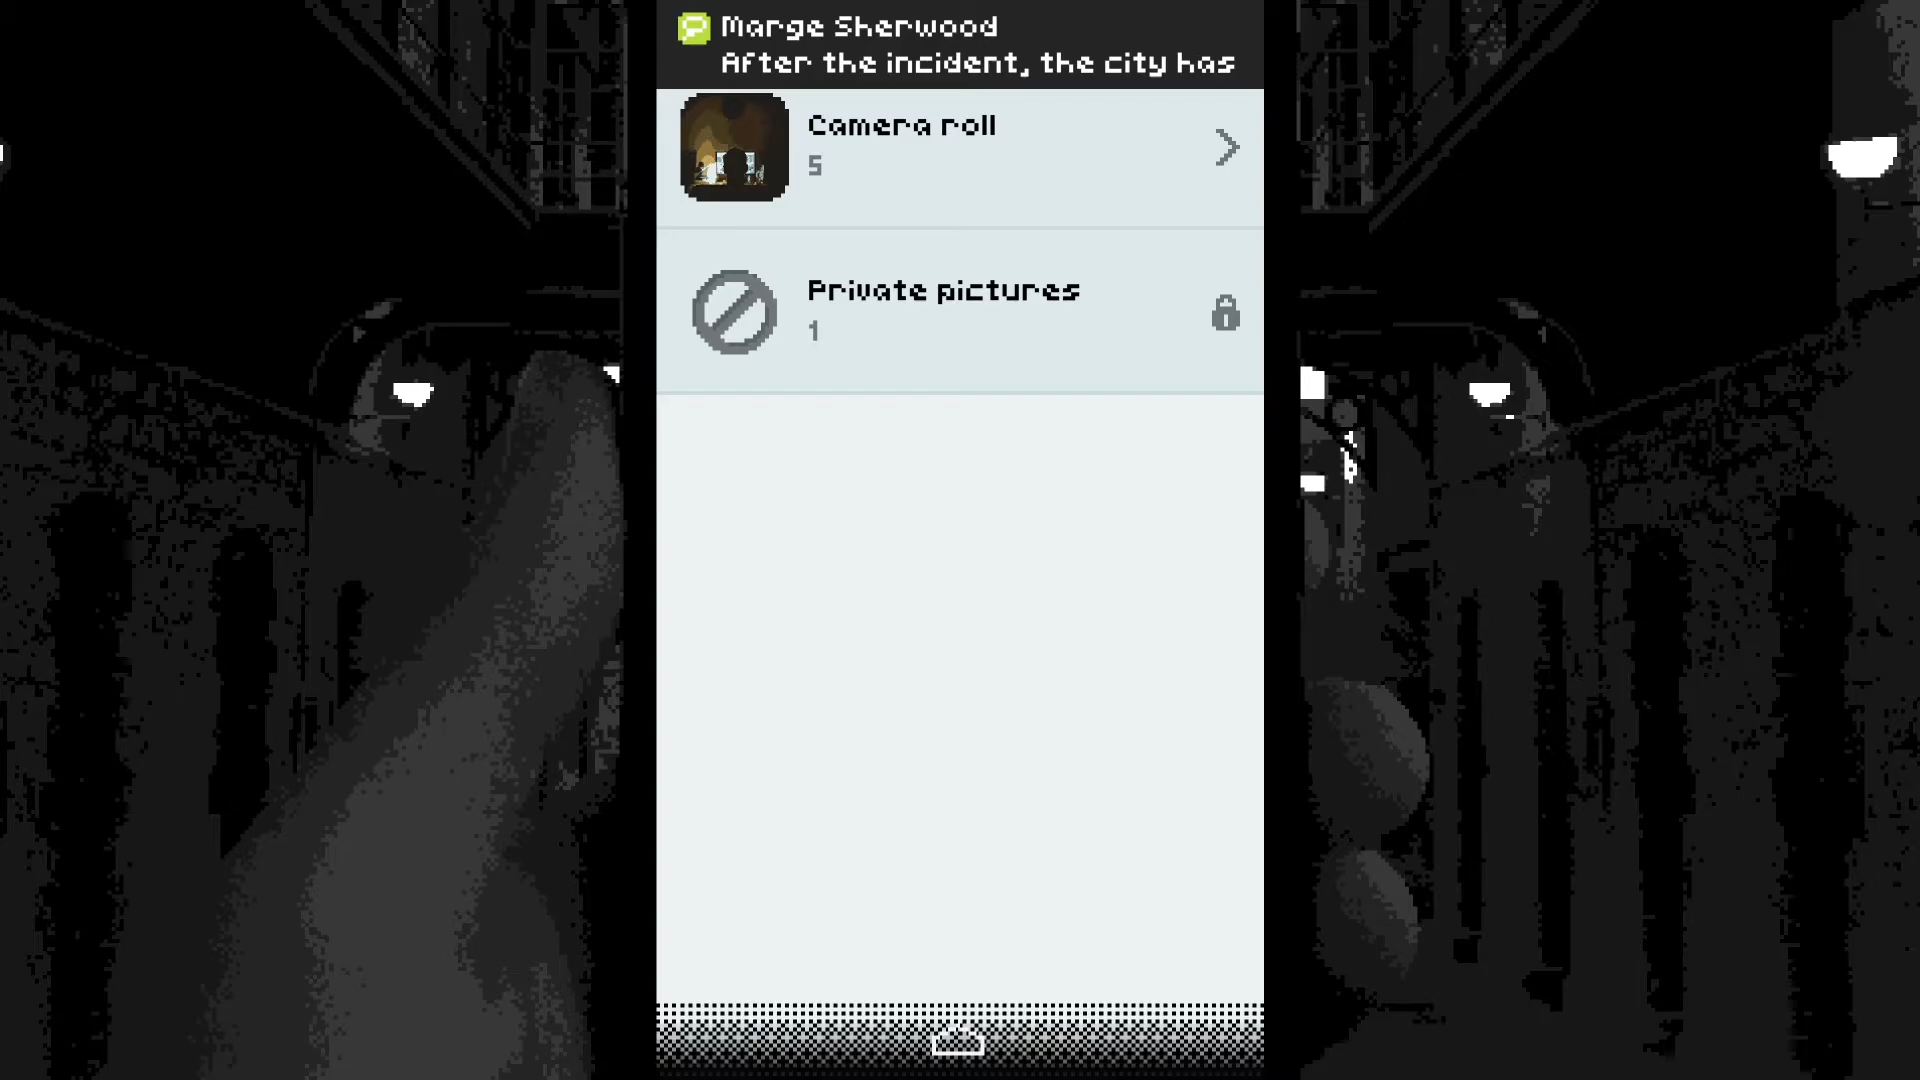 Marge Sherwood
After the incident, the city has
Camera roll
5
Private pictures
1